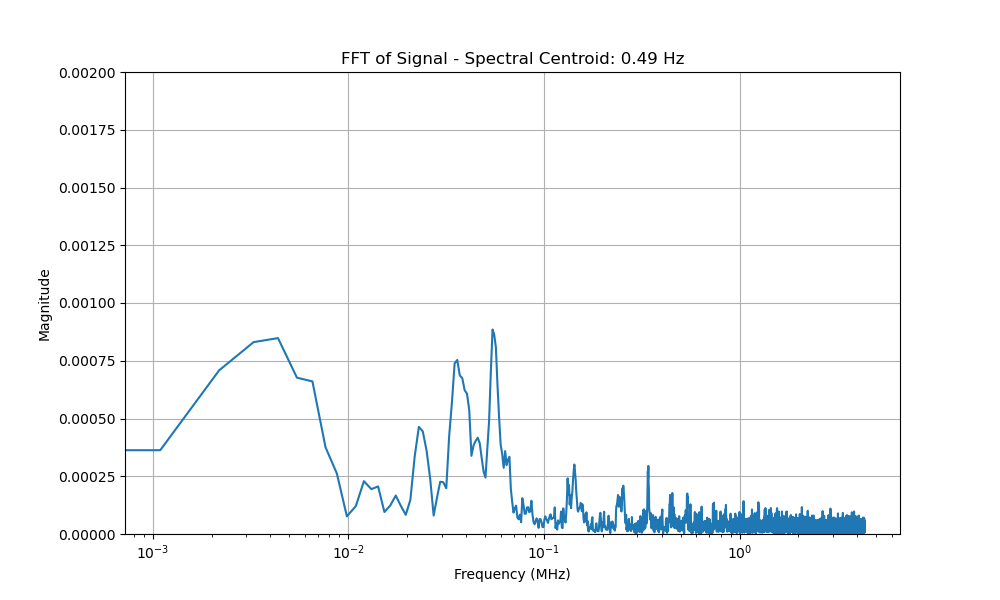 FFT of Signal - Spectral Centroid: 0.49 Hz
0.00200
0.00175
0.00150
0.00125
0.00100
0.00075
0.00050
0.00025
0.00000
Magnitude
10⁻³ 10⁻² 10⁻¹ 10⁰
Frequency (MHz)